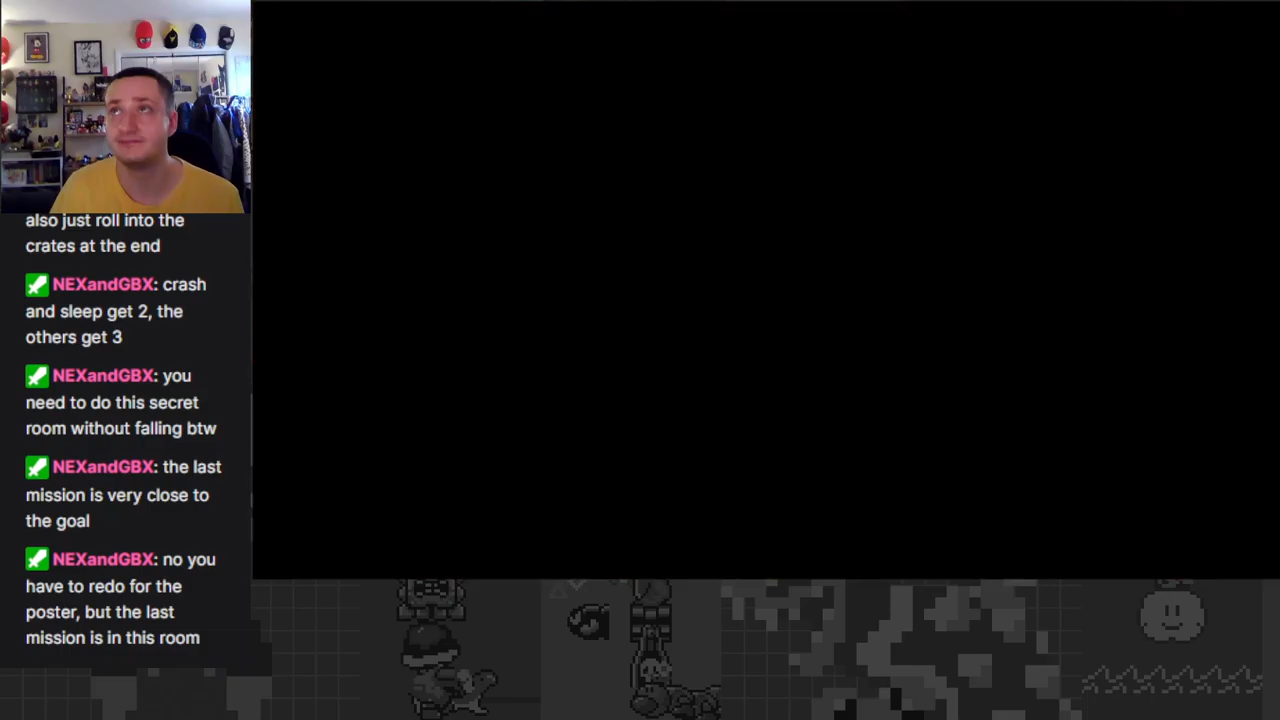 also just roll into the
crates at the end
NEXandGBX: crash
and sleep get 2, the
others get 3
NEXandGBX: you
need to do this secret
room without falling btw
NEXandGBX: the last
mission is very close to
the goal
NEXandGBX: no you
have to redo for the
poster, but the last
mission is in this room